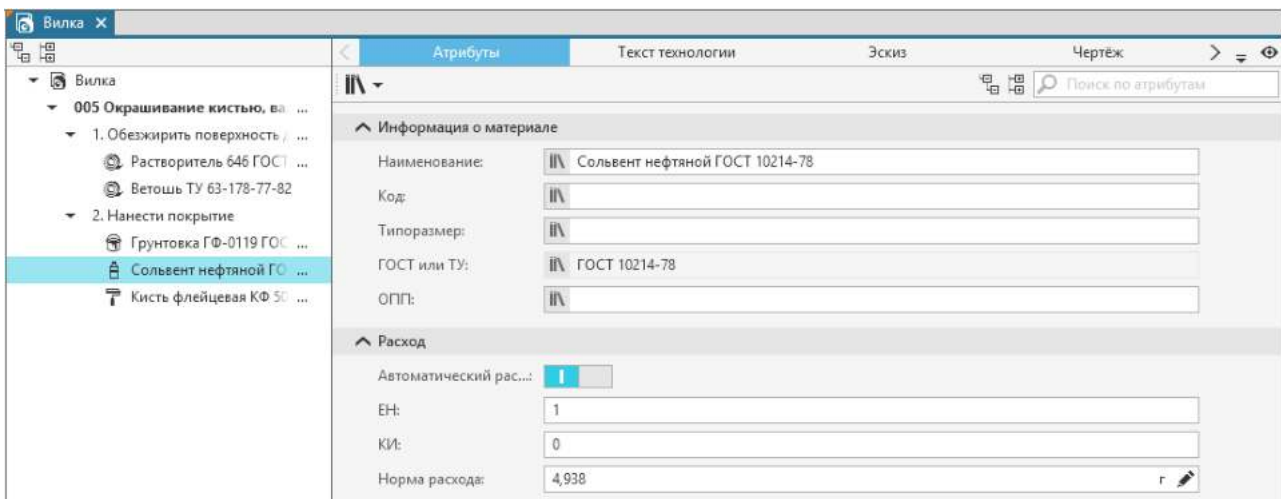 Вилка
Атрибуты
Текст технологии
Эскиз
Чертёж
Вилка
Поиск по атрибутам
005 Окрашивание кистью, ва ...
1. Обезжирить поверхность ...
Растворитель 646 ГОСТ ...
Ветошь ТУ 63-178-77-82
2. Нанести покрытие
Грунтовка ГФ-0119 ГОС ...
Сольвент нефтяной ГО ...
Кисть флейцевая КФ 50 ...
Информация о материале
Наименование: Сольвент нефтяной ГОСТ 10214-78
Код:
Типоразмер:
ГОСТ или ТУ: ГОСТ 10214-78
ОПП:
Расход
Автоматический рас...:
ЕН: 1
КИ: 0
Норма расхода: 4,938 г